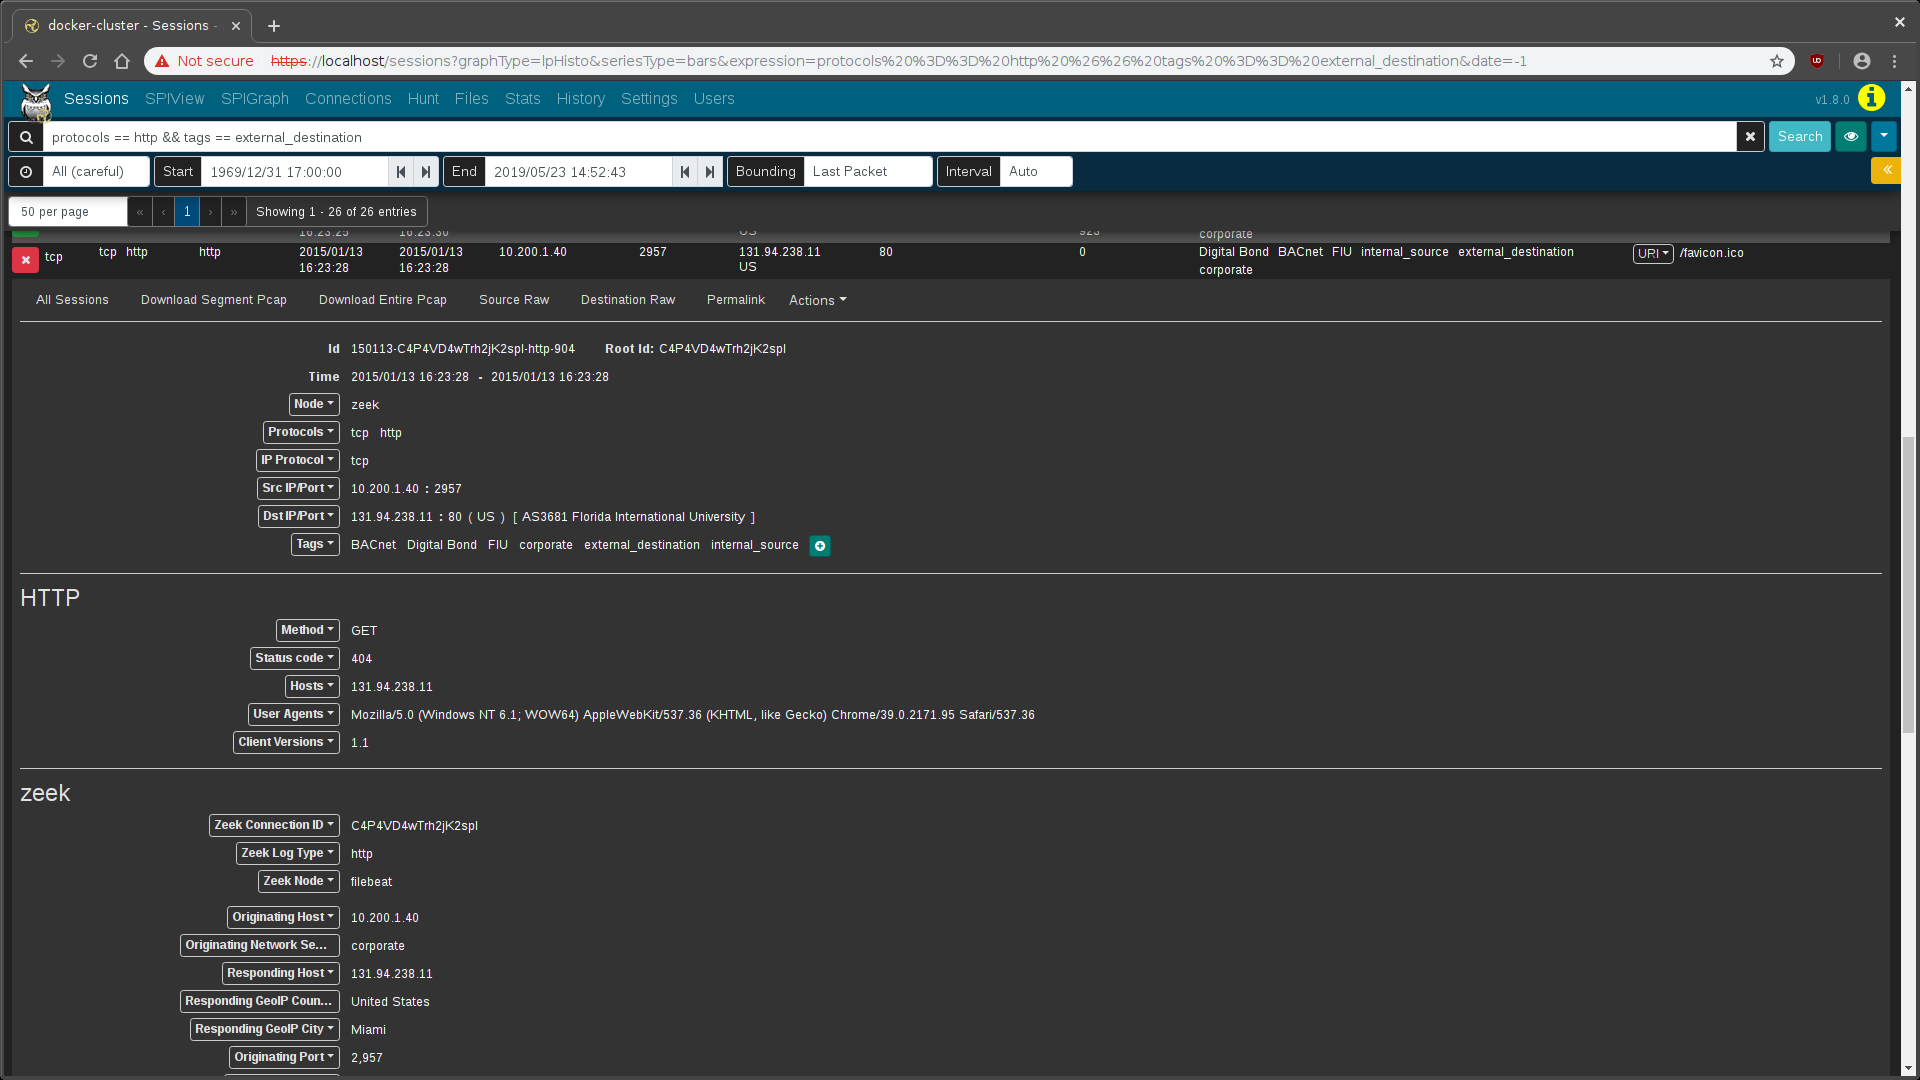 docker-cluster - Sessions -
Not secure https://localhost/sessions?graphType=lpHisto&seriesType=bars&expression=protocols%20%3D%3D%20http%20%26%26%20tags%20%3D%3D%20external_destination&date=-1
Sessions SPIView SPIGraph Connections Hunt Files Stats History Settings Users v1.8.0
protocols == http && tags == external_destination Search
All (careful) Start 1969/12/31 17:00:00 End 2019/05/23 14:52:43 Bounding Last Packet Interval Auto
50 per page « ‹ 1 › » Showing 1 - 26 of 26 entries
16:23:25 16:23:30 US 923 corporate
tcp tcp http http 2015/01/13 2015/01/13 10.200.1.40 2957 131.94.238.11 80 0 Digital Bond BACnet FIU internal_source external_destination URI /favicon.ico
16:23:28 16:23:28 US corporate
All Sessions Download Segment Pcap Download Entire Pcap Source Raw Destination Raw Permalink Actions
Id 150113-C4P4VD4wTrh2jK2spl-http-904 Root Id: C4P4VD4wTrh2jK2spl
Time 2015/01/13 16:23:28 - 2015/01/13 16:23:28
Node zeek
Protocols tcp http
IP Protocol tcp
Src IP/Port 10.200.1.40 : 2957
Dst IP/Port 131.94.238.11 : 80 ( US ) [ AS3681 Florida International University ]
Tags BACnet Digital Bond FIU corporate external_destination internal_source
HTTP
Method GET
Status code 404
Hosts 131.94.238.11
User Agents Mozilla/5.0 (Windows NT 6.1; WOW64) AppleWebKit/537.36 (KHTML, like Gecko) Chrome/39.0.2171.95 Safari/537.36
Client Versions 1.1
zeek
Zeek Connection ID C4P4VD4wTrh2jK2spl
Zeek Log Type http
Zeek Node filebeat
Originating Host 10.200.1.40
Originating Network Se... corporate
Responding Host 131.94.238.11
Responding GeoIP Coun... United States
Responding GeoIP City Miami
Originating Port 2,957